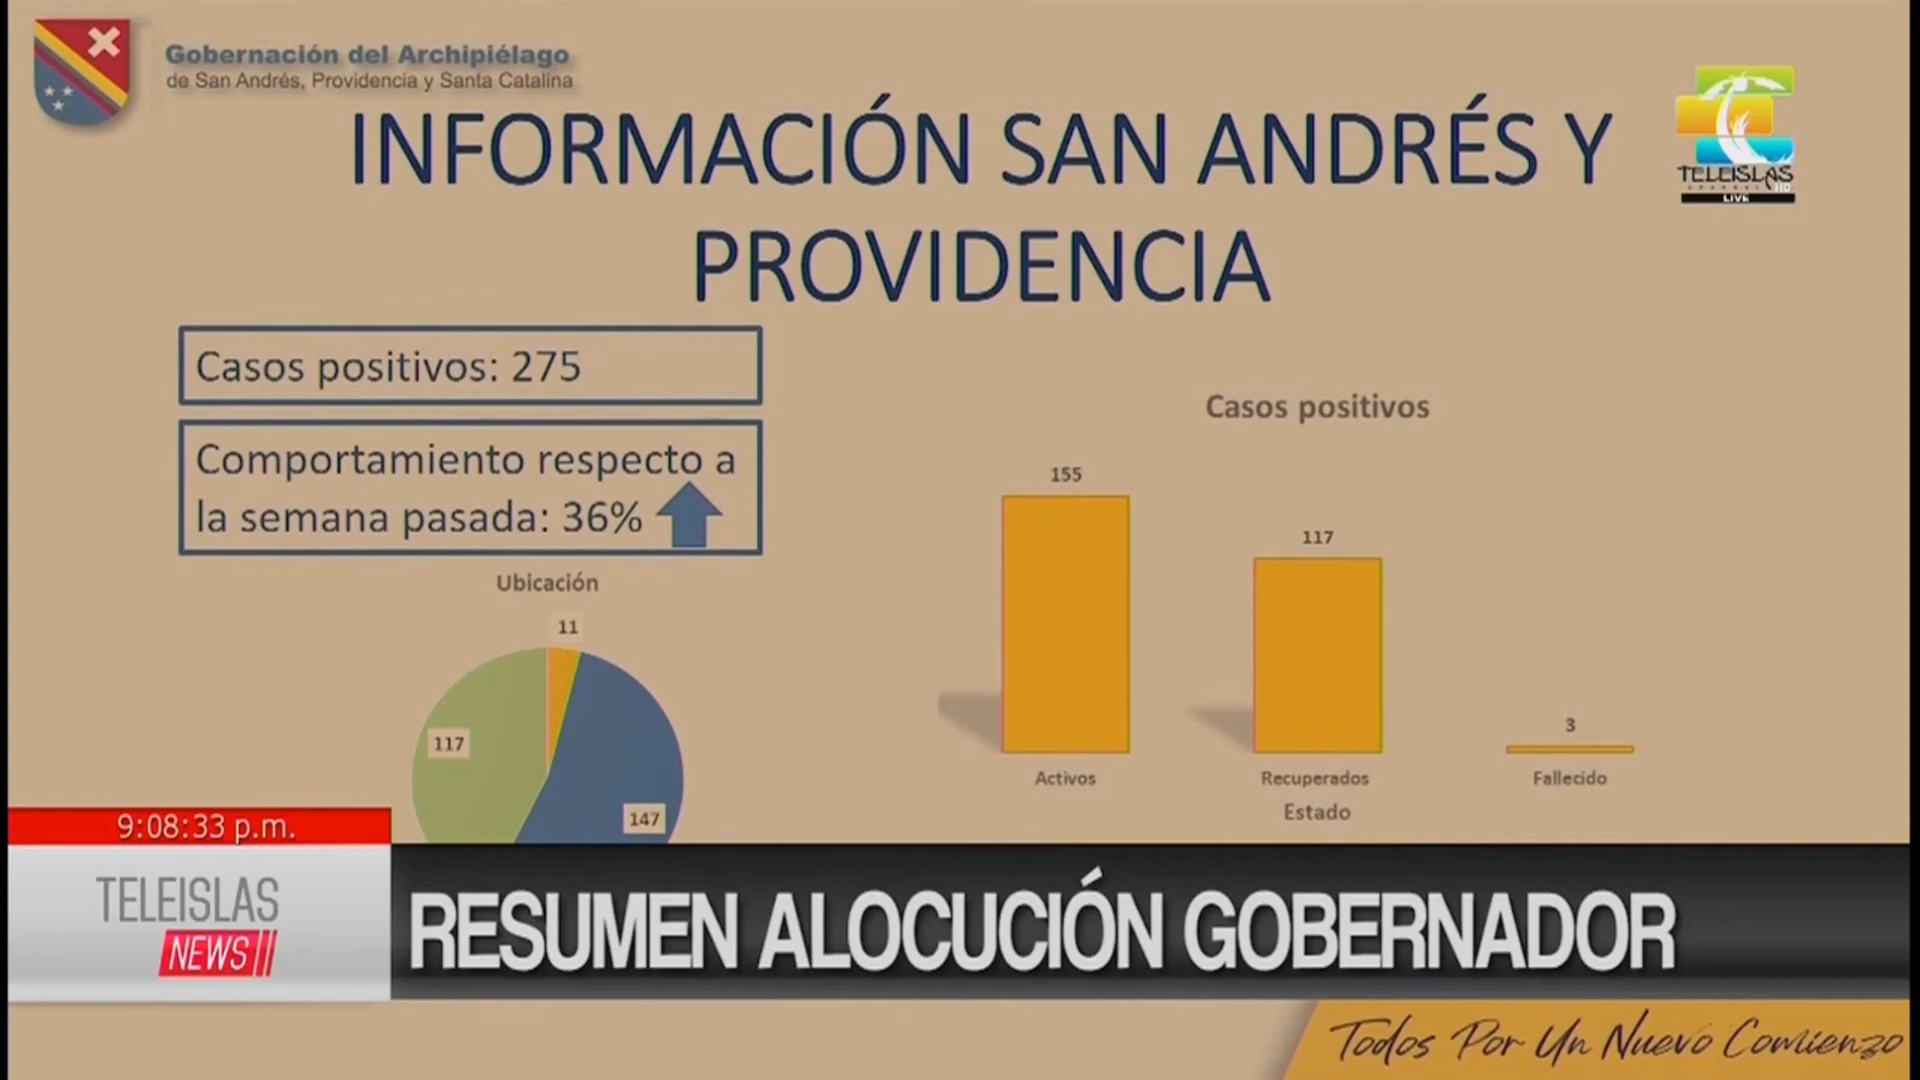 Gobernación del Archipiélago
de San Andrés, Providencia y Santa Catalina
INFORMACIÓN SAN ANDRÉS Y
PROVIDENCIA
TELEISLAS
HD
LIVE
Casos positivos: 275
Comportamiento respecto a
la semana pasada: 36%
Ubicación
11
117
147
Casos positivos
155
117
3
Activos
Recuperados
Fallecido
Estado
9:08:33 p.m.
TELEISLAS
NEWS
RESUMEN ALOCUCIÓN GOBERNADOR
Todos Por Un Nuevo Comienzo